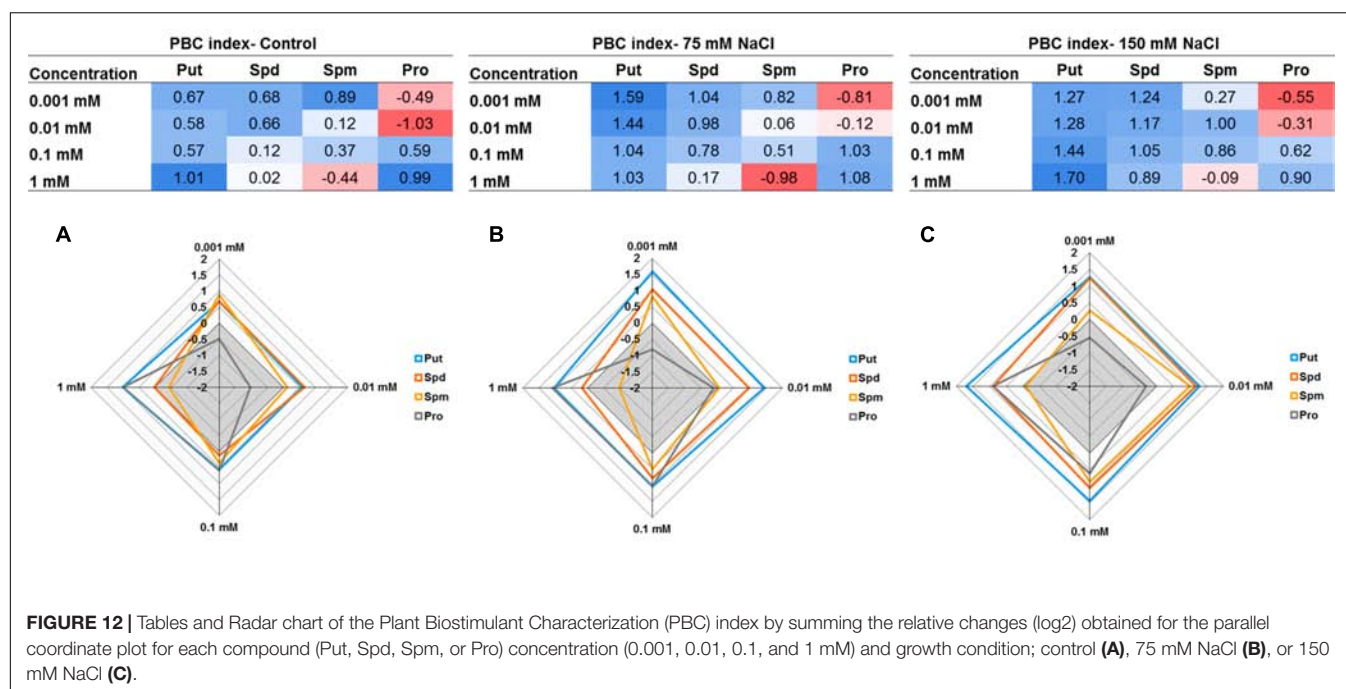 PBC index- Control
Concentration Put Spd Spm Pro
0.001 mM 0.67 0.68 0.89 -0.49
0.01 mM 0.58 0.66 0.12 -1.03
0.1 mM 0.57 0.12 0.37 0.59
1 mM 1.01 0.02 -0.44 0.99
PBC index- 75 mM NaCl
Concentration Put Spd Spm Pro
0.001 mM 1.59 1.04 0.82 -0.81
0.01 mM 1.44 0.98 0.06 -0.12
0.1 mM 1.04 0.78 0.51 1.03
1 mM 1.03 0.17 -0.98 1.08
PBC index- 150 mM NaCl
Concentration Put Spd Spm Pro
0.001 mM 1.27 1.24 0.27 -0.55
0.01 mM 1.28 1.17 1.00 -0.31
0.1 mM 1.44 1.05 0.86 0.62
1 mM 1.70 0.89 -0.09 0.90
A
0.001 mM
2
1.5
1
0.5
0
-0.5
-1
-1.5
-2
1 mM
0.01 mM
0.1 mM
Put
Spd
Spm
Pro
B
0.001 mM
2
1.5
1
0.5
0
-0.5
-1
-1.5
-2
1 mM
0.01 mM
0.1 mM
Put
Spd
Spm
Pro
C
0.001 mM
2
1.5
1
0.5
0
-0.5
-1
-1.5
-2
1 mM
0.01 mM
0.1 mM
Put
Spd
Spm
Pro
FIGURE 12 | Tables and Radar chart of the Plant Biostimulant Characterization (PBC) index by summing the relative changes (log2) obtained for the parallel
coordinate plot for each compound (Put, Spd, Spm, or Pro) concentration (0.001, 0.01, 0.1, and 1 mM) and growth condition; control (A), 75 mM NaCl (B), or 150
mM NaCl (C).